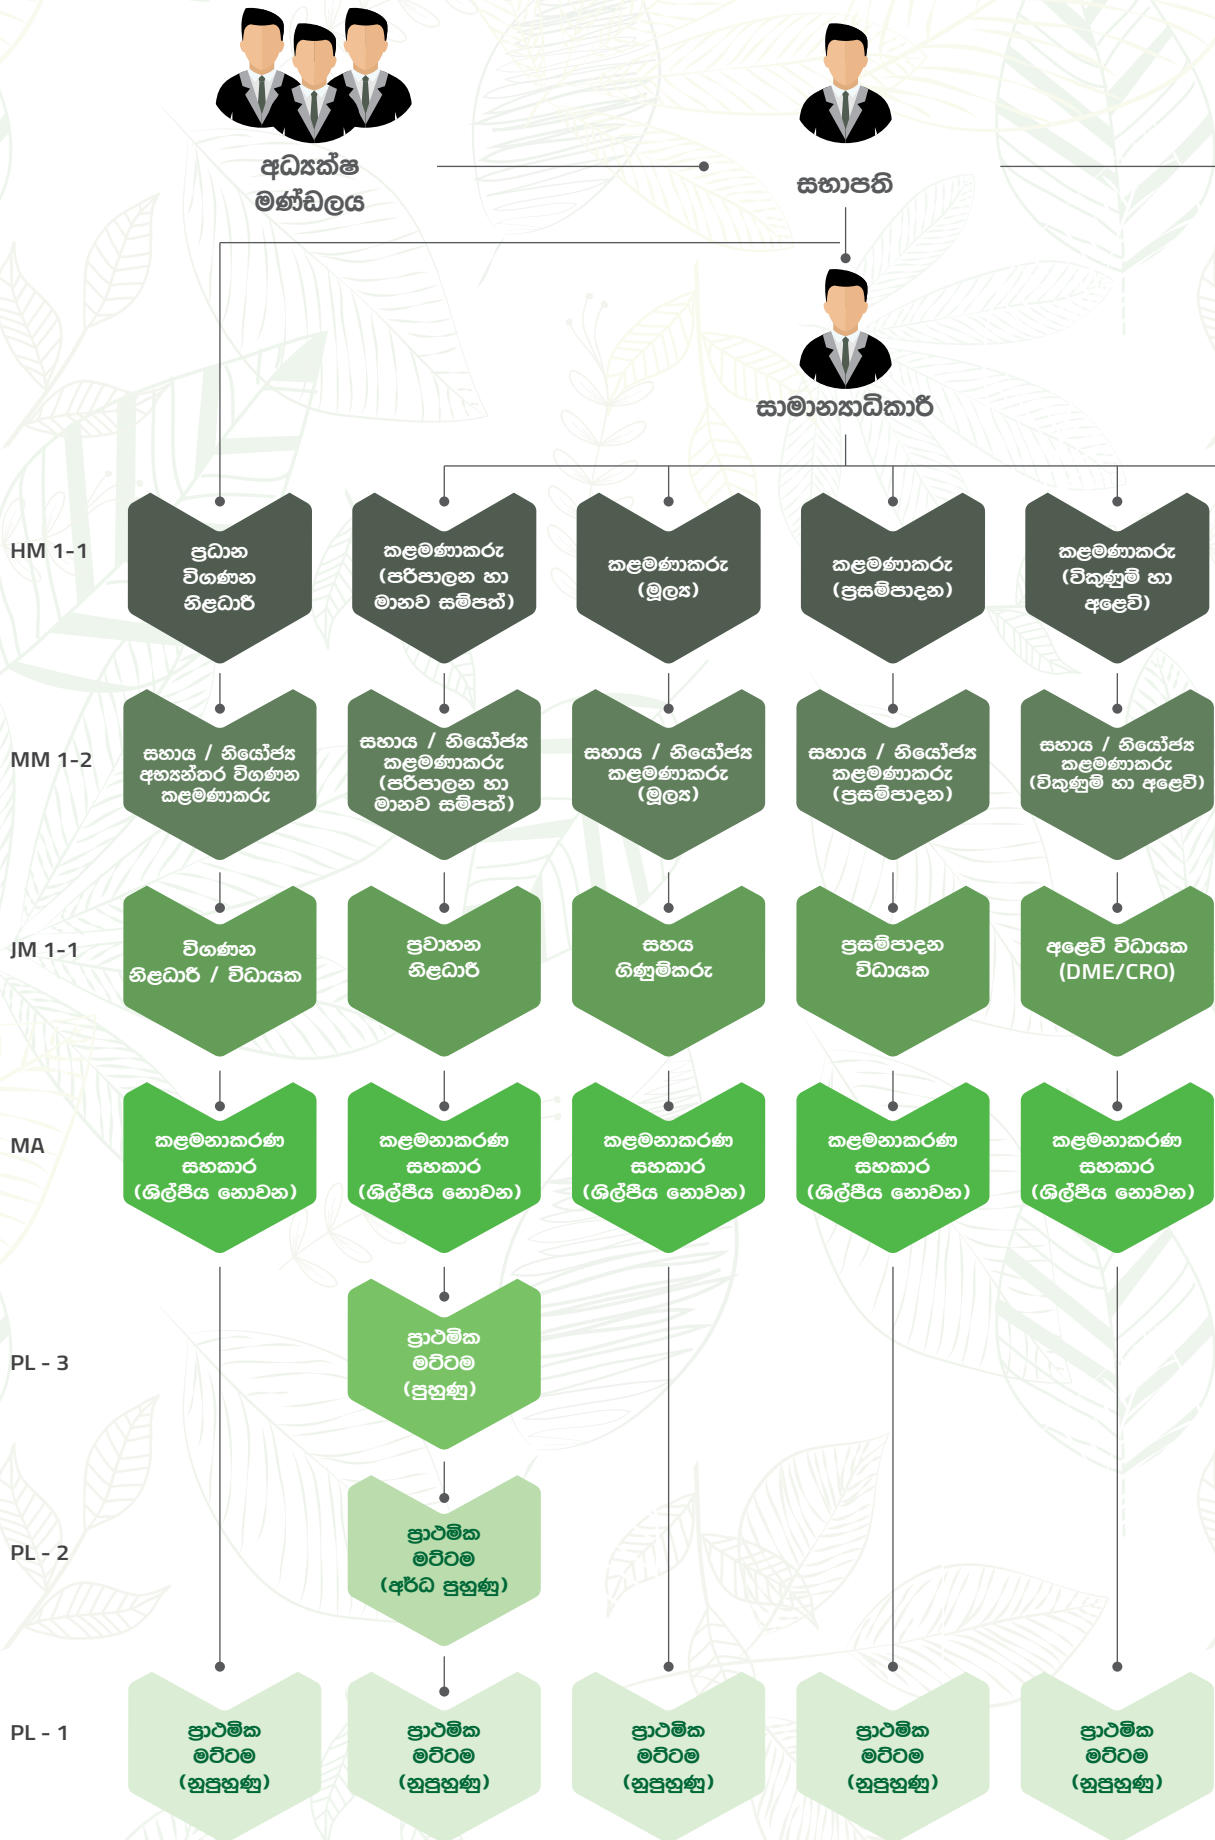 අධ්‍යක්ෂ
මණ්ඩලය
සභාපති
සාමාන්‍යාධිකාරී
HM 1-1
ප්‍රධාන
විගණන
නිළධාරී
කළමණාකරු
(පරිපාලන හා
මානව සම්පත්)
කළමණාකරු
(මූල්‍ය)
කළමණාකරු
(ප්‍රසම්පාදන)
කළමණාකරු
(විකුණුම් හා
අළෙවි)
MM 1-2
සහාය / නියෝජ්‍ය
අභ්‍යන්තර විගණන
කළමණාකරු
සහාය / නියෝජ්‍ය
කළමණාකරු
(පරිපාලන හා
මානව සම්පත්)
සහාය / නියෝජ්‍ය
කළමණාකරු
(මූල්‍ය)
සහාය / නියෝජ්‍ය
කළමණාකරු
(ප්‍රසම්පාදන)
සහාය / නියෝජ්‍ය
කළමණාකරු
(විකුණුම් හා අළෙවි)
JM 1-1
විගණන
නිළධාරී / විධායක
ප්‍රවාහන
නිළධාරී
සහය
ගිණුම්කරු
ප්‍රසම්පාදන
විධායක
අළෙවි විධායක
(DME/CRO)
MA
කළමනාකරණ
සහකාර
(ශිල්පීය නොවන)
කළමනාකරණ
සහකාර
(ශිල්පීය නොවන)
කළමනාකරණ
සහකාර
(ශිල්පීය නොවන)
කළමනාකරණ
සහකාර
(ශිල්පීය නොවන)
කළමනාකරණ
සහකාර
(ශිල්පීය නොවන)
PL - 3
ප්‍රාථමික
මට්ටම
(පුහුණු)
PL - 2
ප්‍රාථමික
මට්ටම
(අර්ධ පුහුණු)
PL - 1
ප්‍රාථමික
මට්ටම
(නුපුහුණු)
ප්‍රාථමික
මට්ටම
(නුපුහුණු)
ප්‍රාථමික
මට්ටම
(නුපුහුණු)
ප්‍රාථමික
මට්ටම
(නුපුහුණු)
ප්‍රාථමික
මට්ටම
(නුපුහුණු)